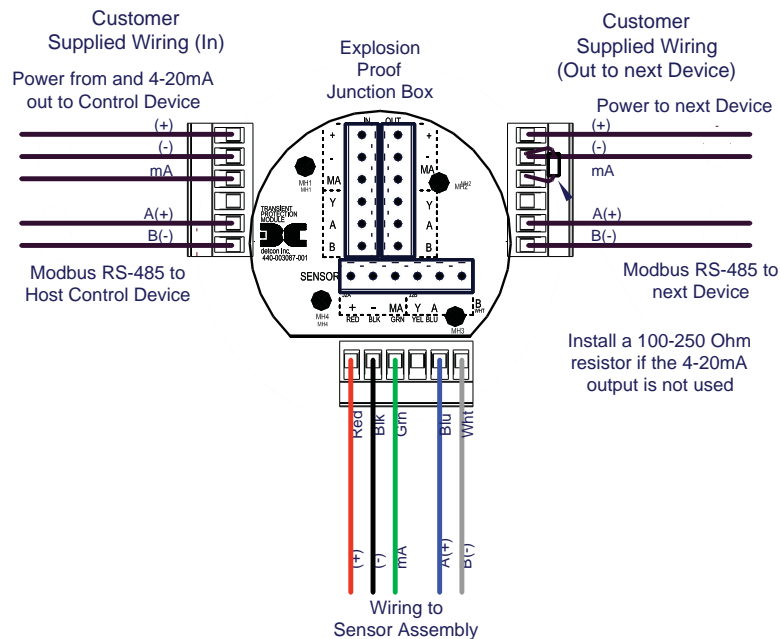 Customer
Supplied Wiring (In)
Power from and 4-20mA
out to Control Device
(+)
(-)
mA
A(+)
B(-)
Modbus RS-485 to
Host Control Device
Explosion
Proof
Junction Box
IN OUT
+ +
- -
MA MA
Y Y
A A
B B
MH1
MH1
MH2
MH2
TRANSIENT
PROTECTION
MODULE
detcon Inc.
440-003087-001
SENSOR
+ - MA Y A B
RED BLK GRN YEL BLU WHT
MH4
MH4
MH3
Customer
Supplied Wiring
(Out to next Device)
Power to next Device
(+)
(-)
mA
A(+)
B(-)
Modbus RS-485 to
next Device
Install a 100-250 Ohm
resistor if the 4-20mA
output is not used
Red Blk Grn Blu Wht
(+) (-) mA A(+) B(-)
Wiring to
Sensor Assembly